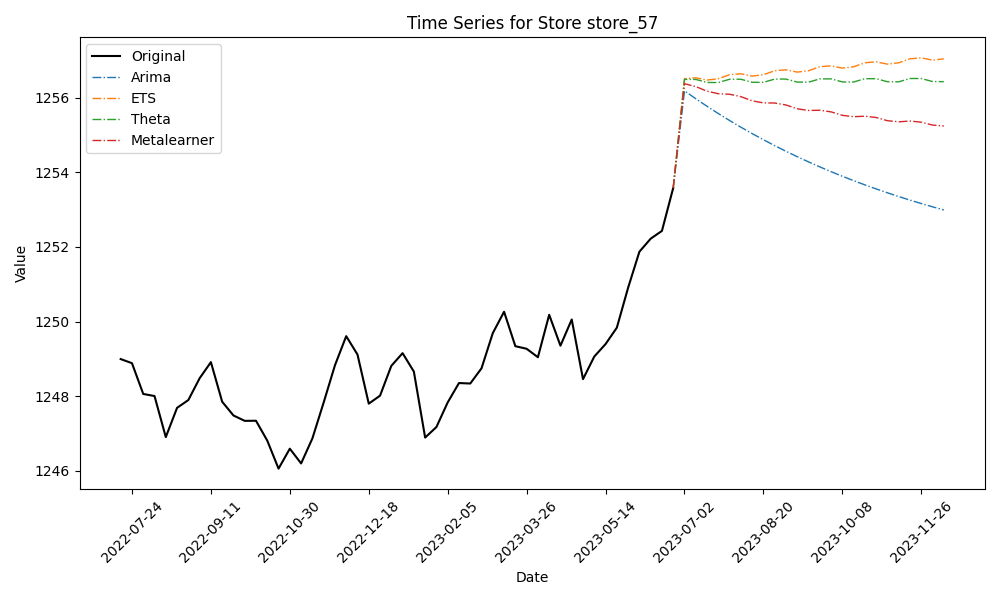 Time Series for Store store_57
Original
Arima
ETS
Theta
Metalearner
Value
1256
1254
1252
1250
1248
1246
2022-07-24
2022-09-11
2022-10-30
2022-12-18
2023-02-05
2023-03-26
2023-05-14
2023-07-02
2023-08-20
2023-10-08
2023-11-26
Date